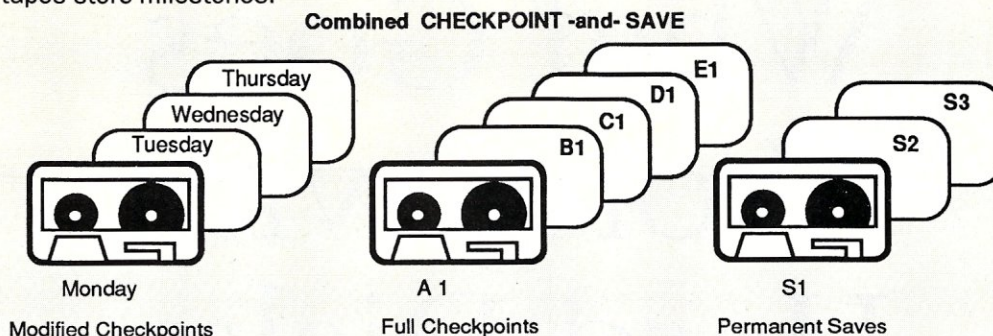 tapes store milestones.
Combined CHECKPOINT -and- SAVE
Thursday
Wednesday
Tuesday
Monday
Modified Checkpoints
E1
D1
C1
B1
A 1
Full Checkpoints
S3
S2
S1
Permanent Saves